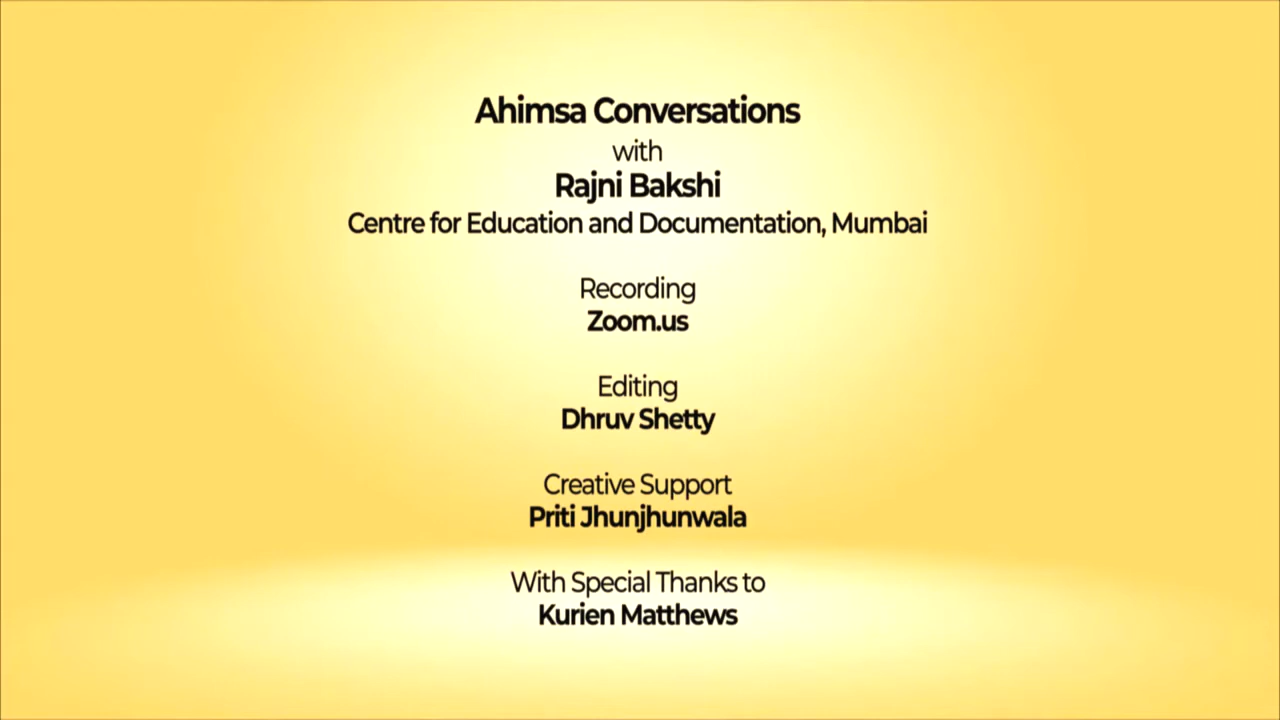 Ahimsa Conversations
with
Rajni Bakshi
Centre for Education and Documentation, Mumbai
Recording
Zoom.us
Editing
Dhruv Shetty
Creative Support
Priti Jhunjhunwala
With Special Thanks to
Kurien Matthews